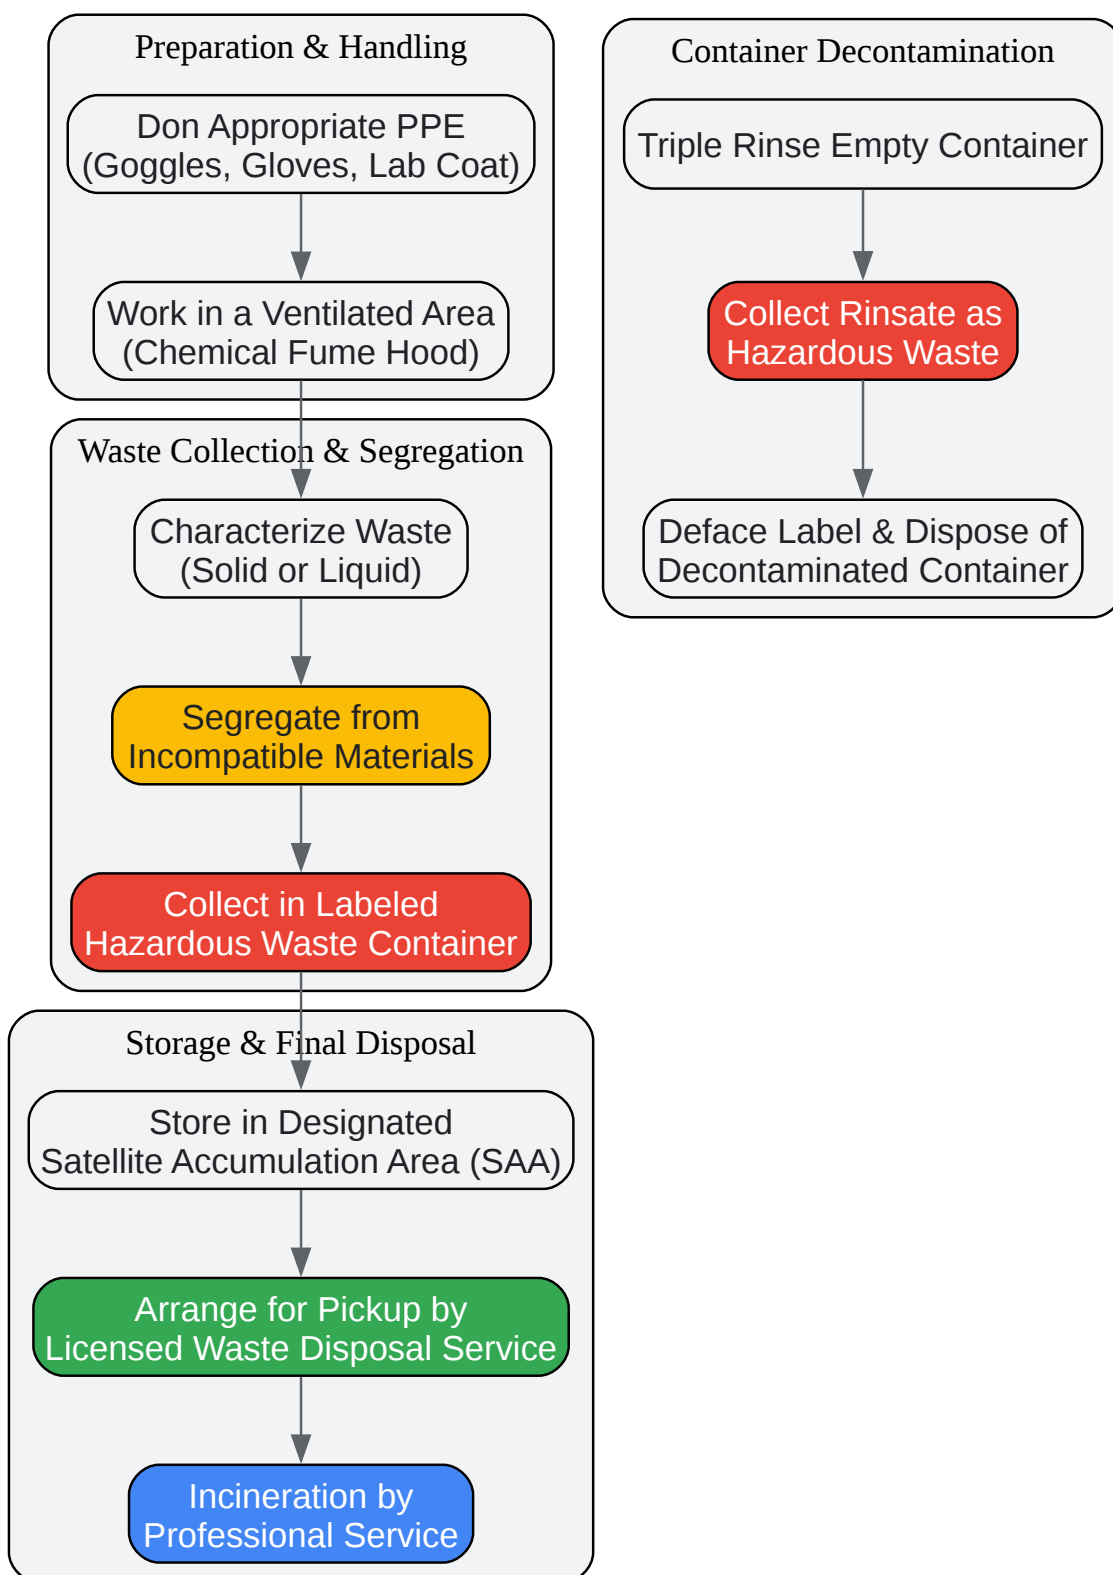 Preparation & Handling
Don Appropriate PPE
(Goggles, Gloves, Lab Coat)
Work in a Ventilated Area
(Chemical Fume Hood)
Waste Collection & Segregation
Characterize Waste
(Solid or Liquid)
Segregate from
Incompatible Materials
Collect in Labeled
Hazardous Waste Container
Storage & Final Disposal
Store in Designated
Satellite Accumulation Area (SAA)
Arrange for Pickup by
Licensed Waste Disposal Service
Incineration by
Professional Service
Container Decontamination
Triple Rinse Empty Container
Collect Rinsate as
Hazardous Waste
Deface Label & Dispose of
Decontaminated Container